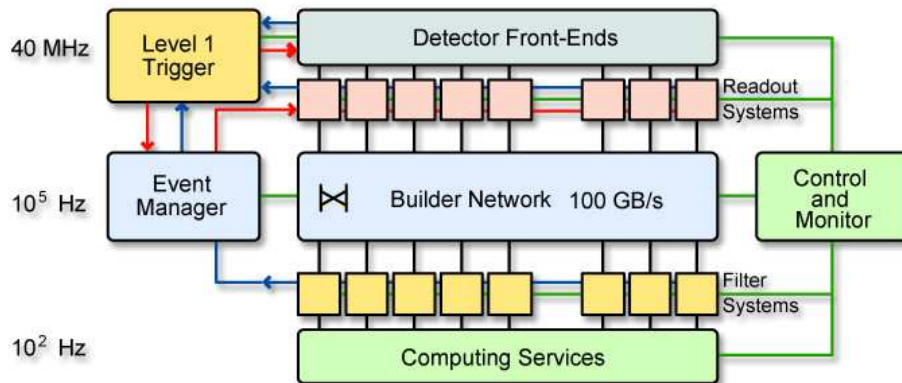 40 MHz
Level 1
Trigger
Detector Front-Ends
Readout
Systems
10⁵ Hz
Event
Manager
Builder Network 100 GB/s
Control
and
Monitor
Filter
Systems
10² Hz
Computing Services